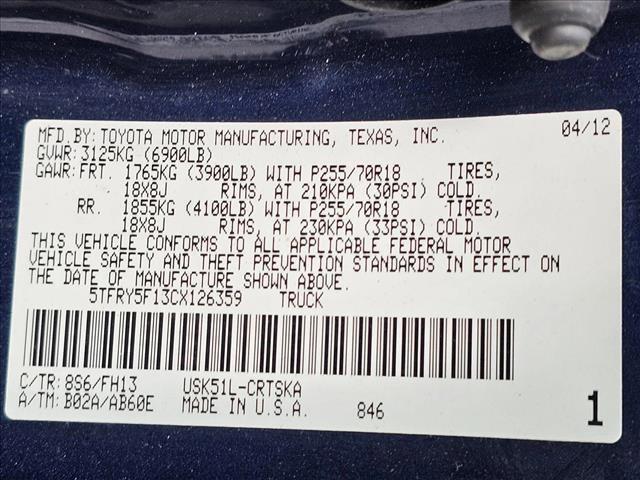 MFD.BY:TOYOTA MOTOR MANUFACTURING, TEXAS, INC. 04/12
GVWR:3125KG (6900LB)
GAWR:FRT. 1765KG (3900LB) WITH P255/70R18 TIRES,
18X8J RIMS, AT 210KPA (30PSI) COLD.
RR. 1855KG (4100LB) WITH P255/70R18 TIRES,
18X8J RIMS, AT 230KPA (33PSI) COLD.
THIS VEHICLE CONFORMS TO ALL APPLICABLE FEDERAL MOTOR
VEHICLE SAFETY AND THEFT PREVENTION STANDARDS IN EFFECT ON
THE DATE OF MANUFACTURE SHOWN ABOVE.
5TFRY5F13CX126359 TRUCK
C/TR:8S6/FH13 USK51L-CRTSKA
A/TM:B02A/AB60E MADE IN U.S.A. 846 1